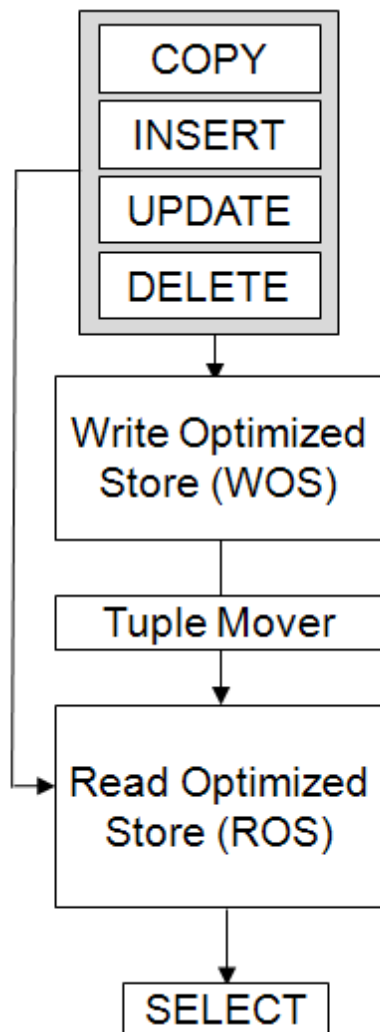 COPY
INSERT
UPDATE
DELETE
Write Optimized
Store (WOS)
Tuple Mover
Read Optimized
Store (ROS)
SELECT